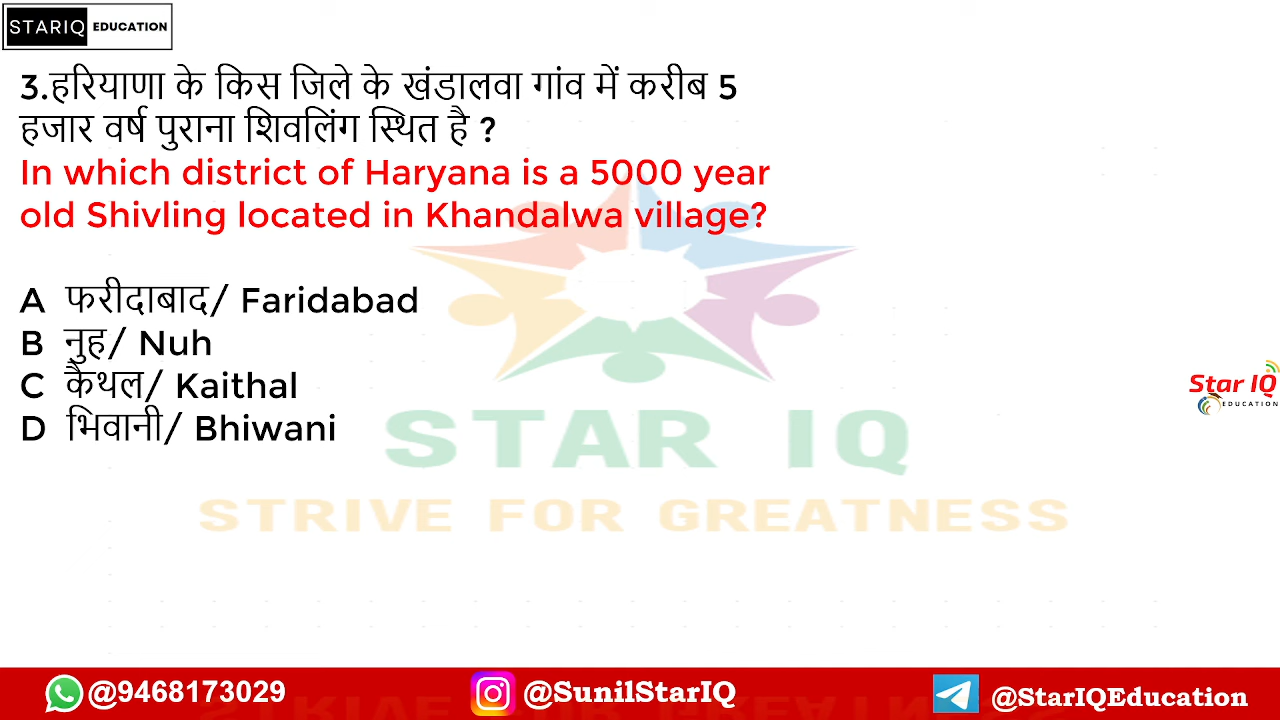 STARIQ EDUCATION
3.हरियाणा के किस जिले के खंडालवा गांव में करीब 5
हजार वर्ष पुराना शिवलिंग स्थित है ?
In which district of Haryana is a 5000 year
old Shivling located in Khandalwa village?
A फरीदाबाद/ Faridabad
B नुह/ Nuh
C कैथल/ Kaithal
D भिवानी/ Bhiwani
Star IQ
EDUCATION
STAR IQ
STRIVE FOR GREATNESS
@9468173029 @SunilStarIQ @StarIQEducation